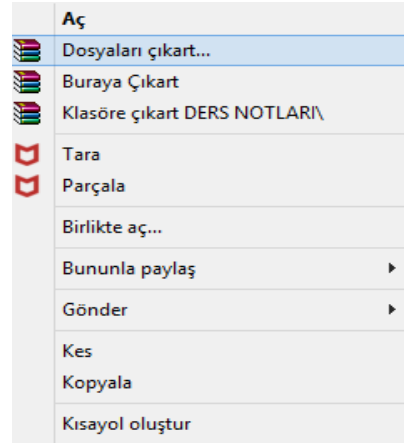 Aç
Dosyaları çıkart...
Buraya Çıkart
Klasöre çıkart DERS NOTLARI\
Tara
Parçala
Birlikte aç...
Bununla paylaş
Gönder
Kes
Kopyala
Kısayol oluştur